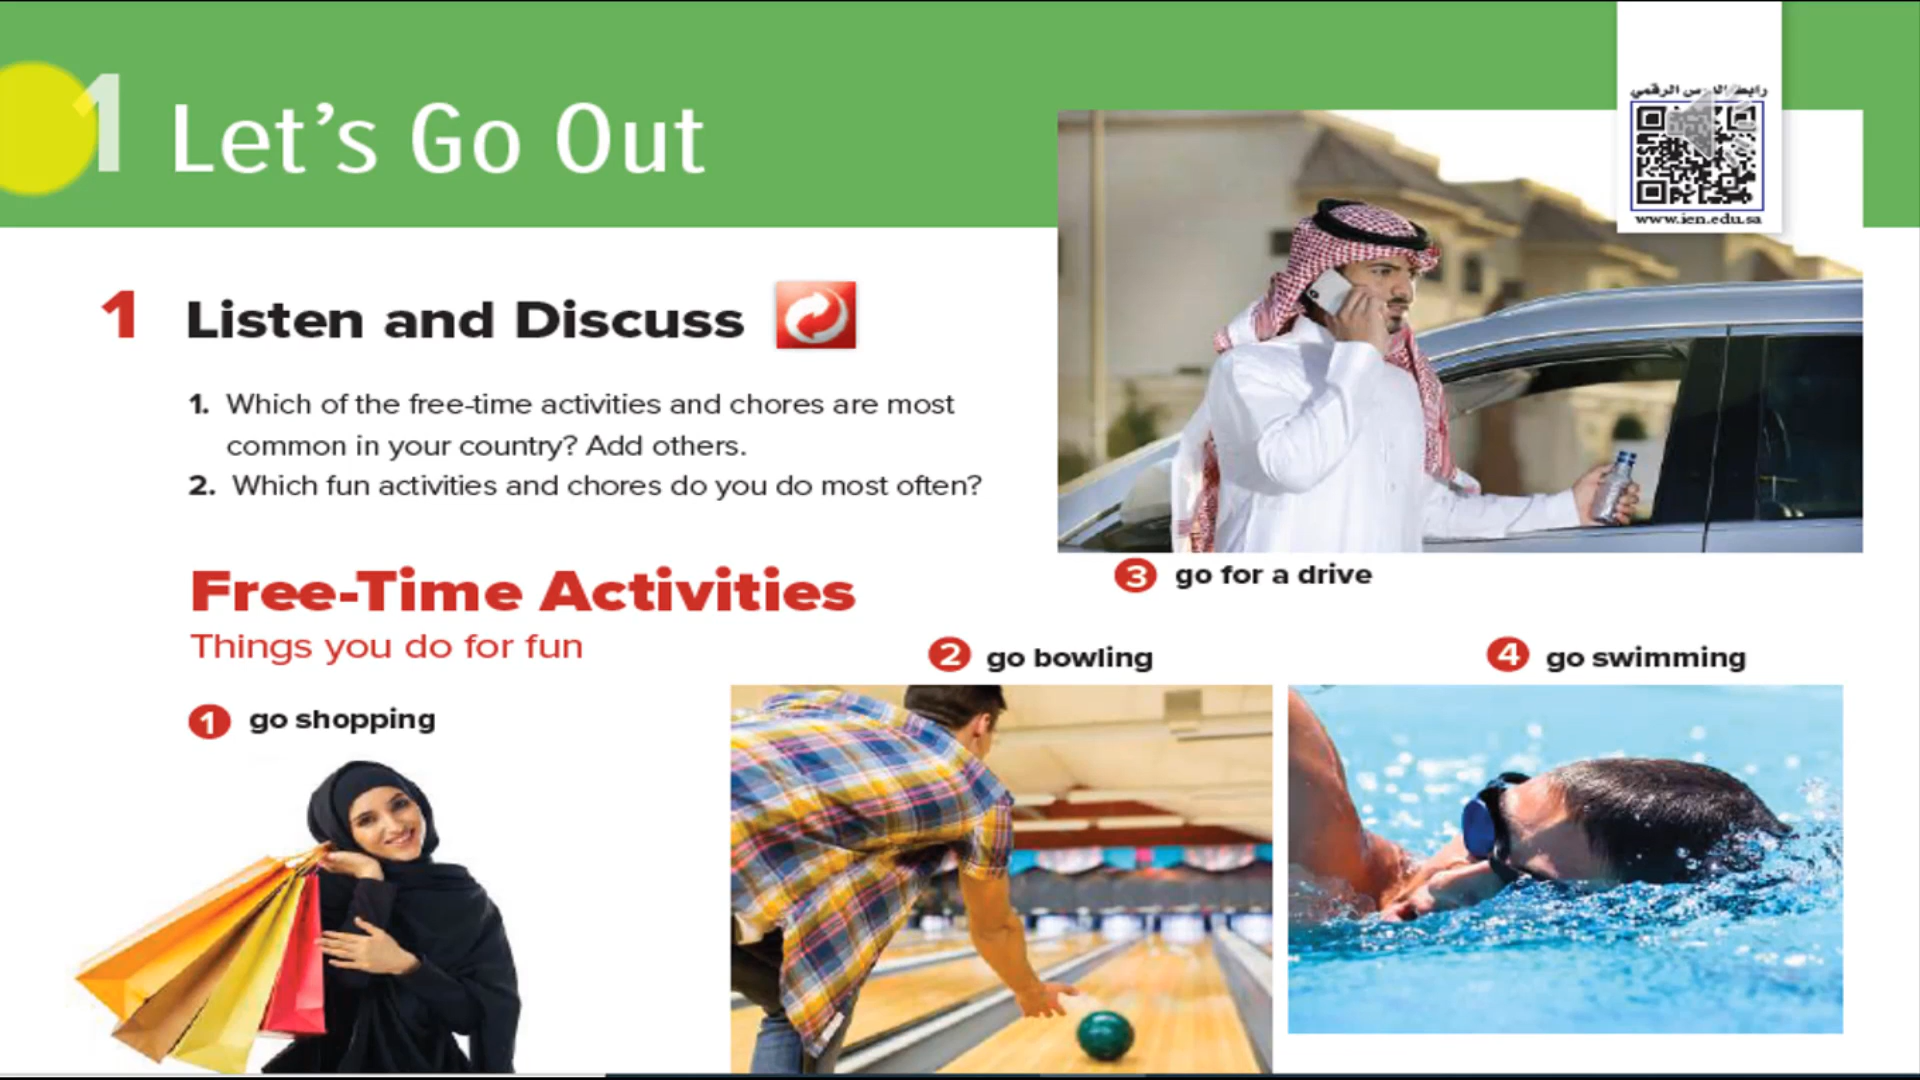 1 Let's Go Out
رابط الدرس الرقمي
www.ien.edu.sa
1 Listen and Discuss
1. Which of the free-time activities and chores are most
common in your country? Add others.
2. Which fun activities and chores do you do most often?
Free-Time Activities
Things you do for fun
1 go shopping
2 go bowling
3 go for a drive
4 go swimming